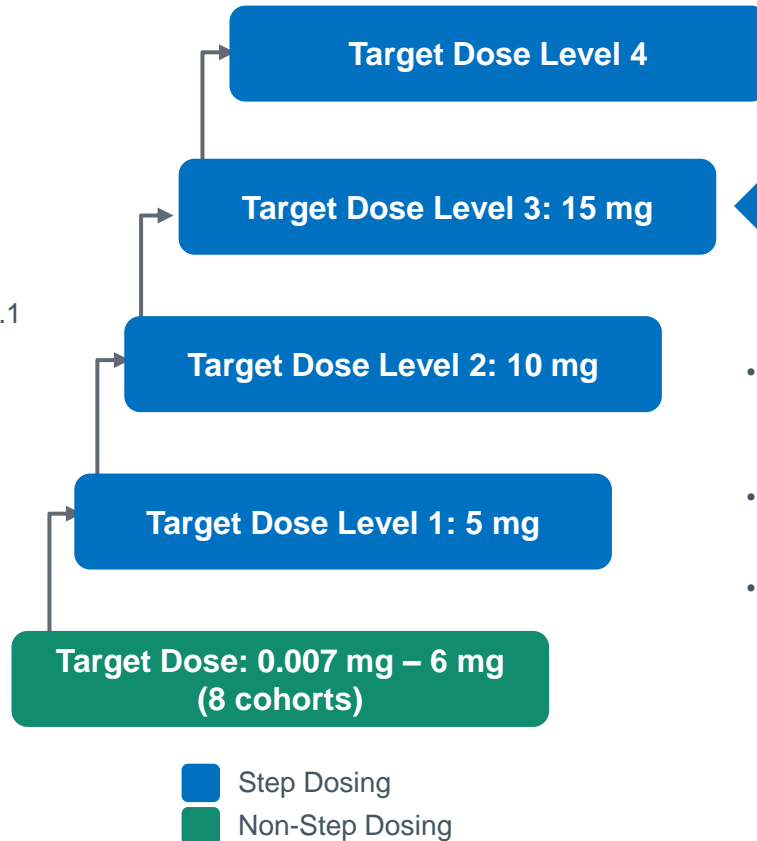 Target Dose Level 4
Target Dose Level 3: 15 mg
.1
Target Dose Level 2: 10 mg
•
•
Target Dose Level 1: 5 mg
•
Target Dose: 0.007 mg – 6 mg
(8 cohorts)
Step Dosing
Non-Step Dosing